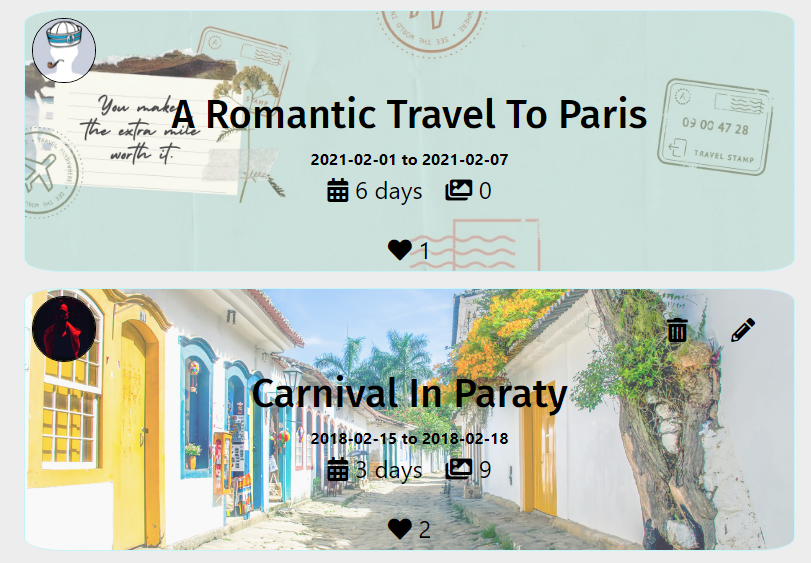 You make
the extra mile
worth it.
A Romantic Travel To Paris
09 00 47 28
TRAVEL STAMP
2021-02-01 to 2021-02-07
6 days 0
1
Carnival In Paraty
2018-02-15 to 2018-02-18
3 days 9
2